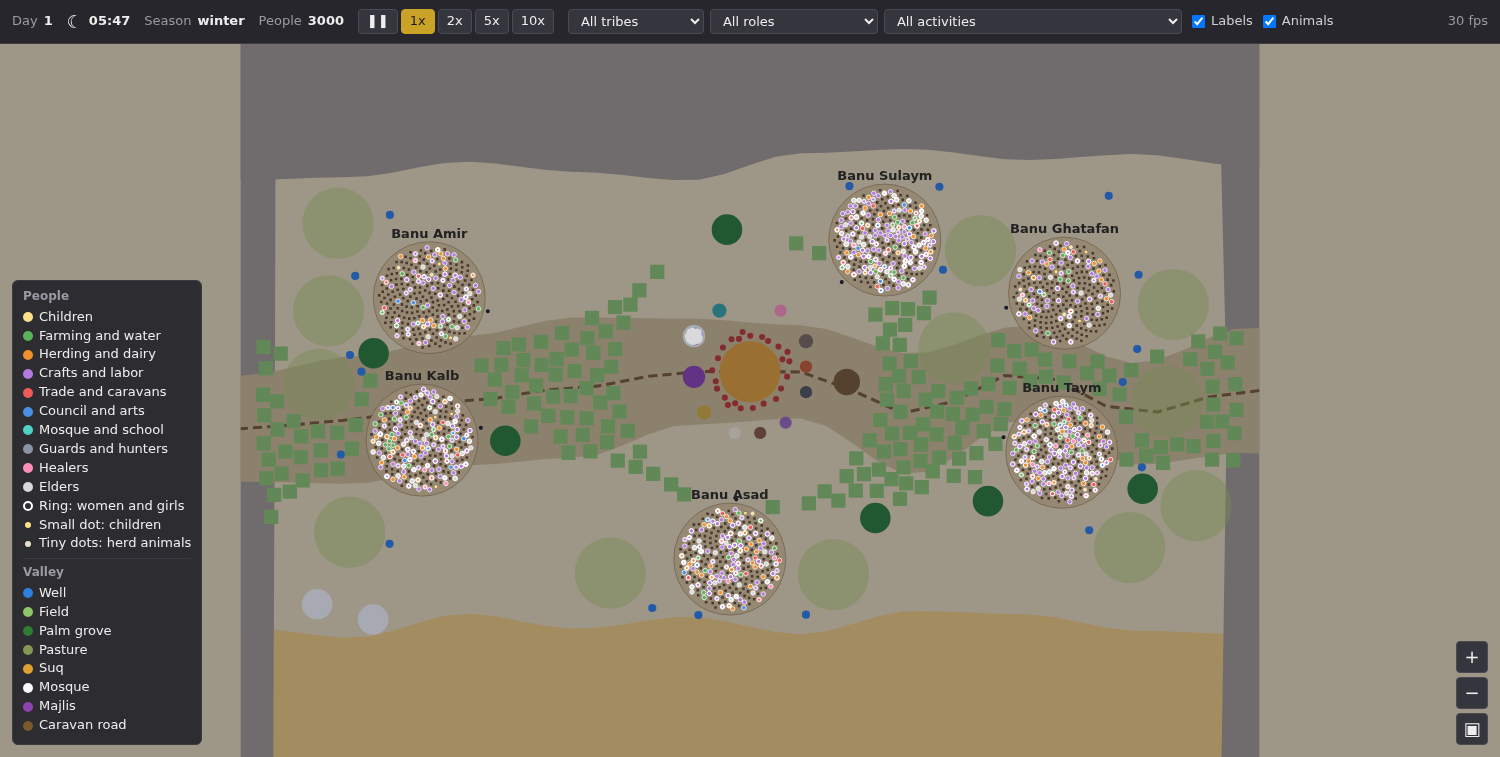 Day 1 ☾ 05:47 Season winter People 3000 ❚❚ 1x 2x 5x 10x All tribes All roles All activities Labels Animals 30 fps
Banu Sulaym
Banu Amir
Banu Ghatafan
Banu Kalb
Banu Taym
Banu Asad
People
Children
Farming and water
Herding and dairy
Crafts and labor
Trade and caravans
Council and arts
Mosque and school
Guards and hunters
Healers
Elders
Ring: women and girls
Small dot: children
Tiny dots: herd animals
Valley
Well
Field
Palm grove
Pasture
Suq
Mosque
Majlis
Caravan road
+
−